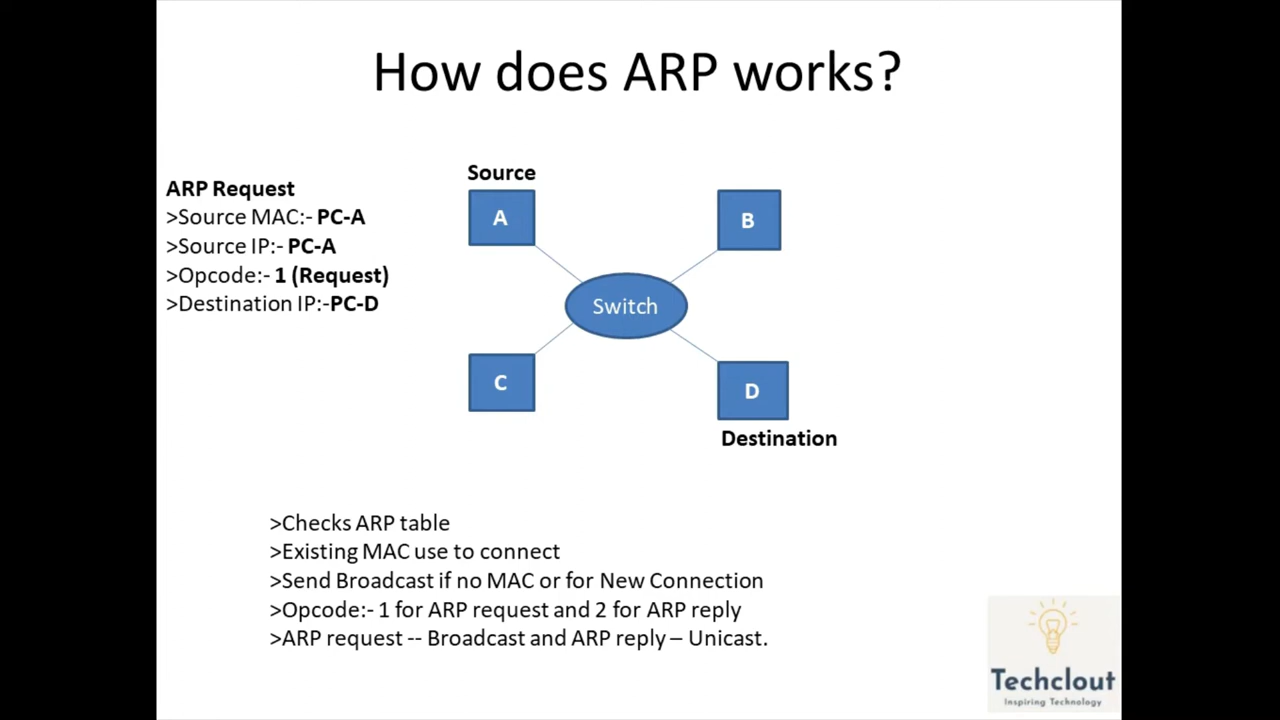 How does ARP works?
Source
ARP Request
>Source MAC:- PC-A
>Source IP:- PC-A
>Opcode:- 1 (Request)
>Destination IP:-PC-D
A
B
Switch
C
D
Destination
>Checks ARP table
>Existing MAC use to connect
>Send Broadcast if no MAC or for New Connection
>Opcode:- 1 for ARP request and 2 for ARP reply
>ARP request -- Broadcast and ARP reply – Unicast.
Techclout
Inspiring Technology